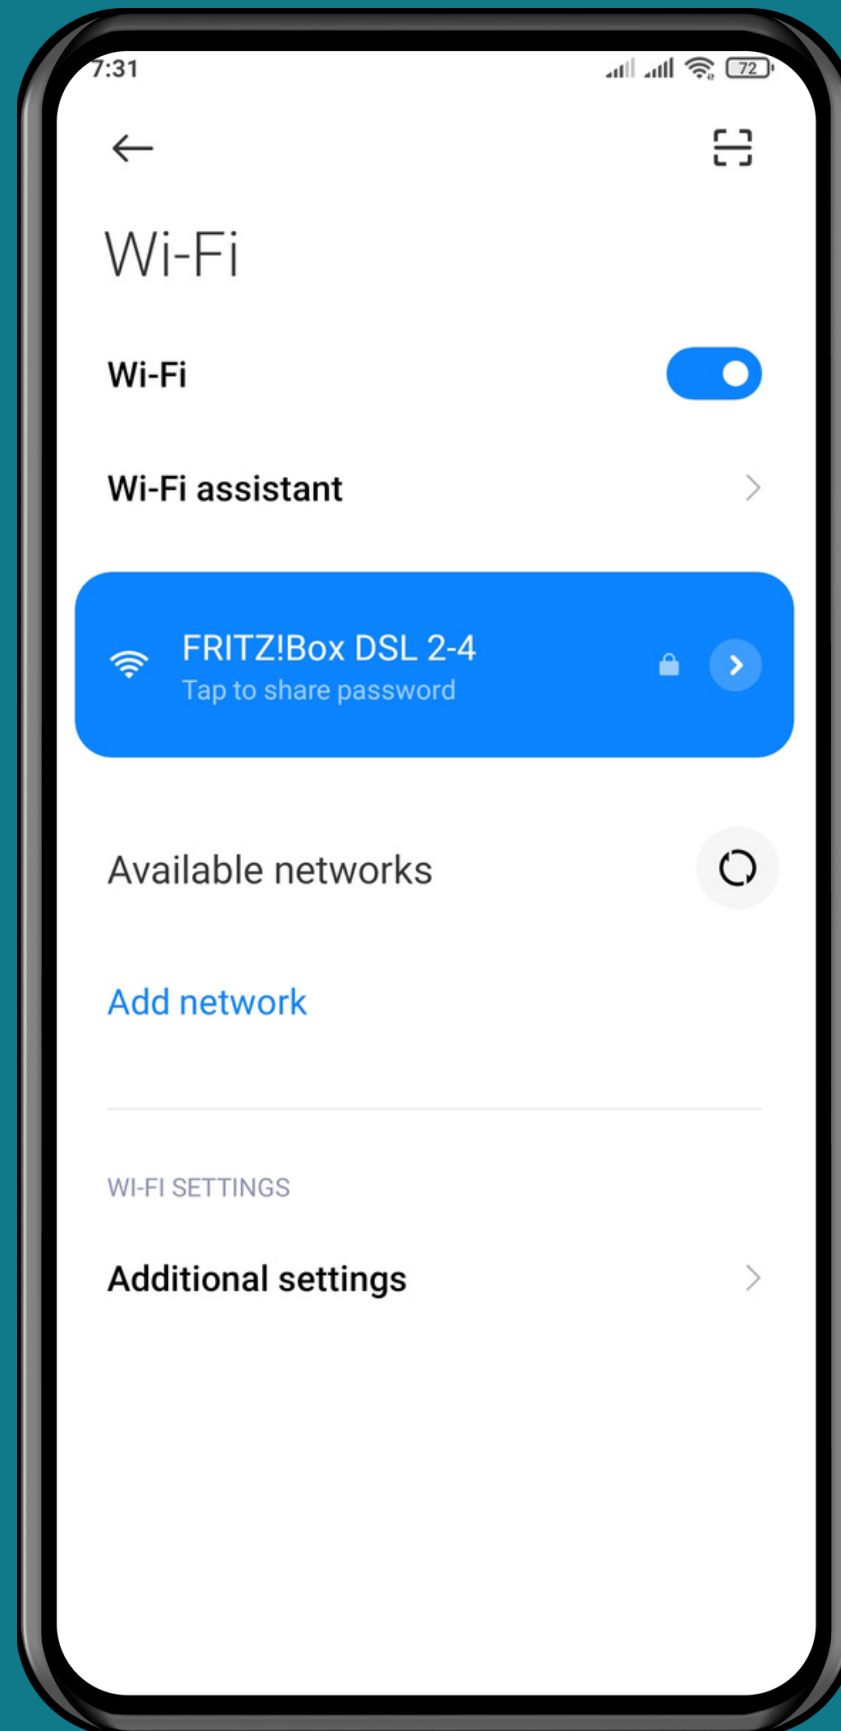 7:31
72
Wi-Fi
Wi-Fi
Wi-Fi assistant
FRITZ!Box DSL 2-4
Tap to share password
Available networks
Add network
WI-FI SETTINGS
Additional settings